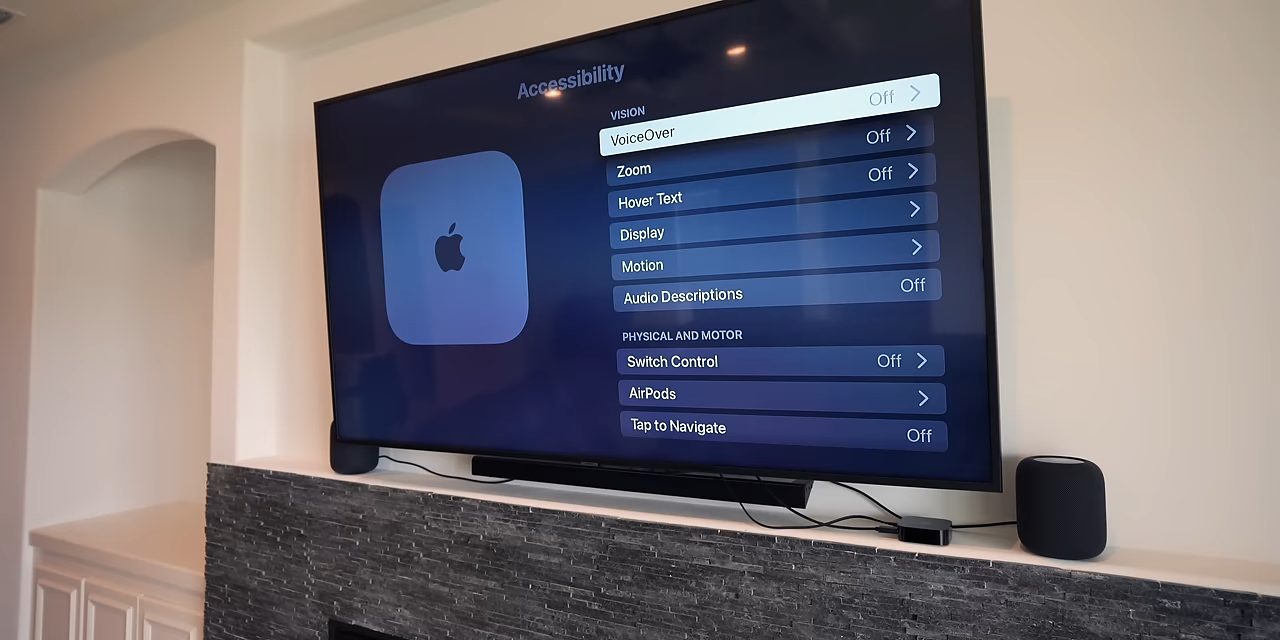 Accessibility
VISION
VoiceOver Off
Zoom Off
Hover Text Off
Display
Motion
Audio Descriptions Off
PHYSICAL AND MOTOR
Switch Control Off
AirPods
Tap to Navigate Off